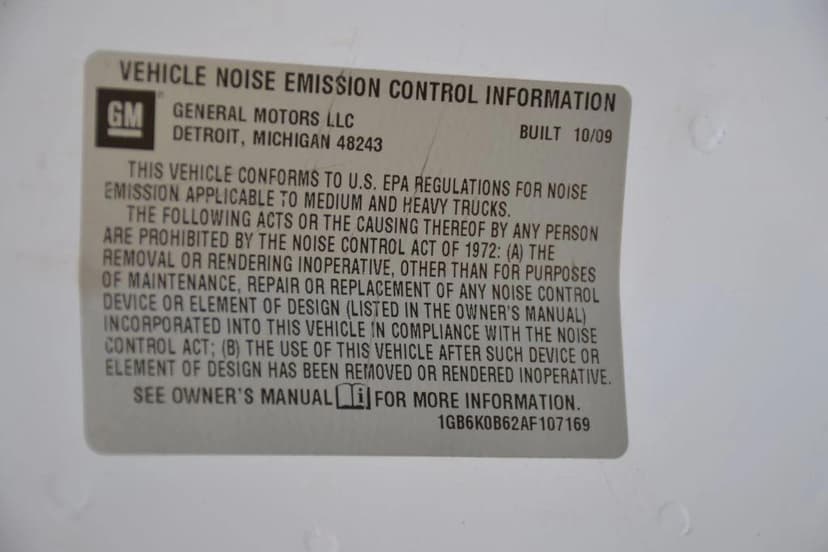 VEHICLE NOISE EMISSION CONTROL INFORMATION
GM
GENERAL MOTORS LLC
DETROIT, MICHIGAN 48243
BUILT 10/09
THIS VEHICLE CONFORMS TO U.S. EPA REGULATIONS FOR NOISE
EMISSION APPLICABLE TO MEDIUM AND HEAVY TRUCKS.
THE FOLLOWING ACTS OR THE CAUSING THEREOF BY ANY PERSON
ARE PROHIBITED BY THE NOISE CONTROL ACT OF 1972: (A) THE
REMOVAL OR RENDERING INOPERATIVE, OTHER THAN FOR PURPOSES
OF MAINTENANCE, REPAIR OR REPLACEMENT OF ANY NOISE CONTROL
DEVICE OR ELEMENT OF DESIGN (LISTED IN THE OWNER'S MANUAL)
INCORPORATED INTO THIS VEHICLE IN COMPLIANCE WITH THE NOISE
CONTROL ACT; (B) THE USE OF THIS VEHICLE AFTER SUCH DEVICE OR
ELEMENT OF DESIGN HAS BEEN REMOVED OR RENDERED INOPERATIVE.
SEE OWNER'S MANUAL i FOR MORE INFORMATION.
1GB6K0B62AF107169